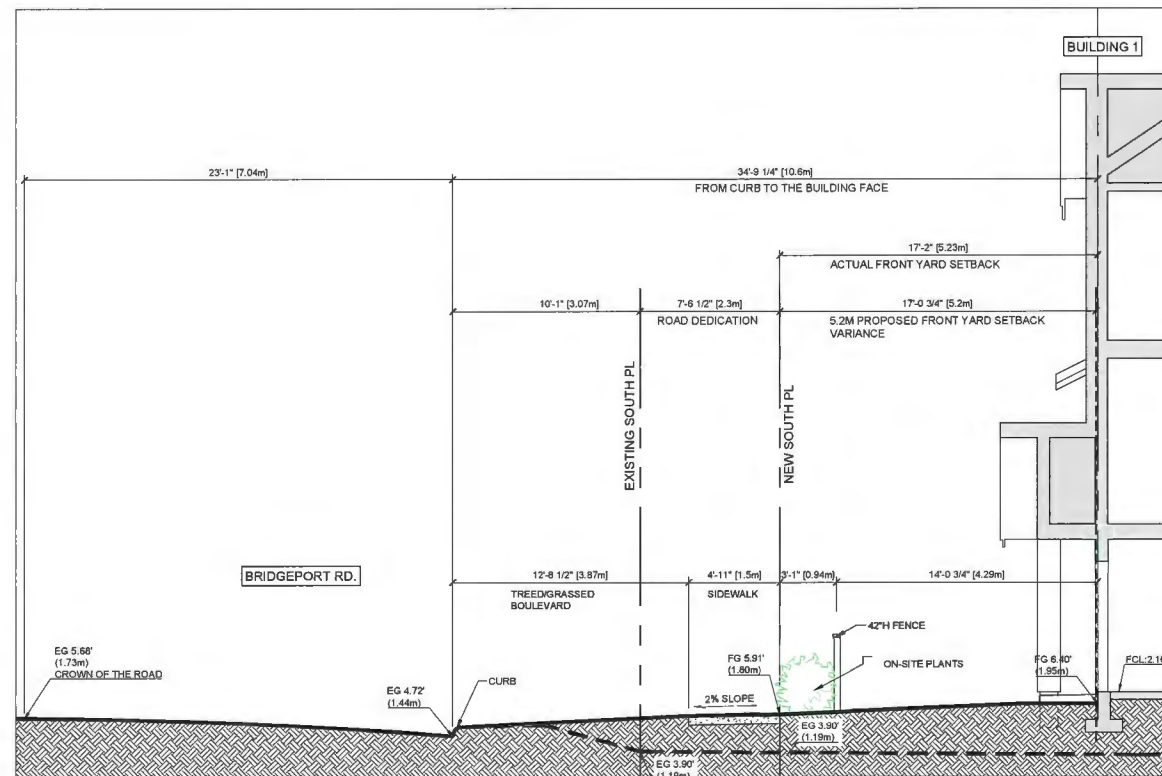 BUILDING 1
23'-1" [7.04m]
34'-9 1/4" [10.6m]
FROM CURB TO THE BUILDING FACE
17'-2" [5.23m]
ACTUAL FRONT YARD SETBACK
10'-1" [3.07m]
7'-6 1/2" [2.3m]
17'-0 3/4" [5.2m]
ROAD DEDICATION
5.2M PROPOSED FRONT YARD SETBACK
VARIANCE
EXISTING SOUTH PL
NEW SOUTH PL
BRIDGEPORT RD.
12'-8 1/2" [3.87m]
4'-11" [1.5m]
3'-1" [0.94m]
14'-0 3/4" [4.29m]
TREED/GRASSED
BOULEVARD
SIDEWALK
42"H FENCE
EG 5.68'
(1.73m)
CROWN OF THE ROAD
FG 5.91'
(1.80m)
ON-SITE PLANTS
FG 6.40'
(1.95m)
FCL:2.16
EG 4.72'
(1.44m)
CURB
2% SLOPE
EG 3.90'
(1.19m)
EG 3.90'
(1.19m)